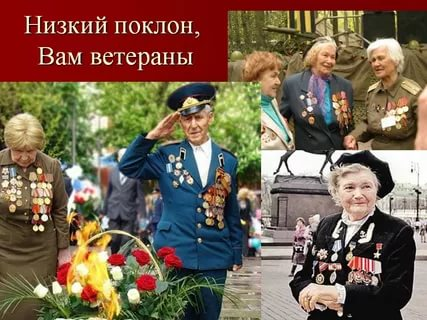 Низкий поклон,
Вам ветераны